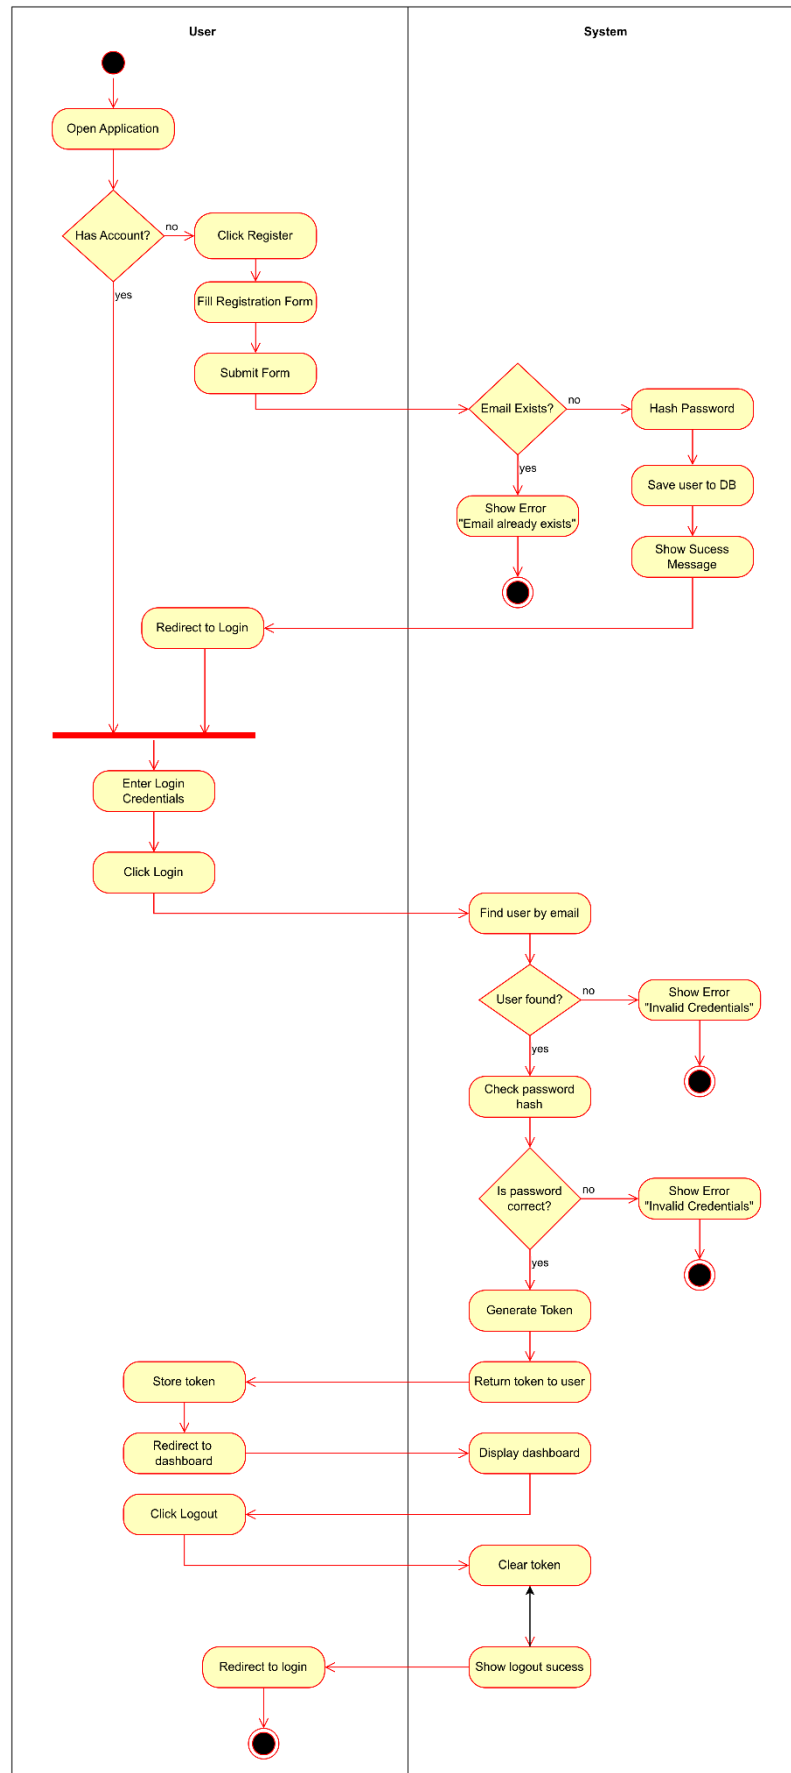 User
System
Open Application
Has Account?
no
Click Register
yes
Fill Registration Form
Submit Form
Email Exists?
no
Hash Password
yes
Save user to DB
Show Error
"Email already exists"
Show Sucess
Message
Redirect to Login
Enter Login
Credentials
Click Login
Find user by email
User found?
no
Show Error
"Invalid Credentials"
yes
Check password
hash
Is password
correct?
no
Show Error
"Invalid Credentials"
yes
Generate Token
Store token
Return token to user
Redirect to
dashboard
Display dashboard
Click Logout
Clear token
Redirect to login
Show logout sucess